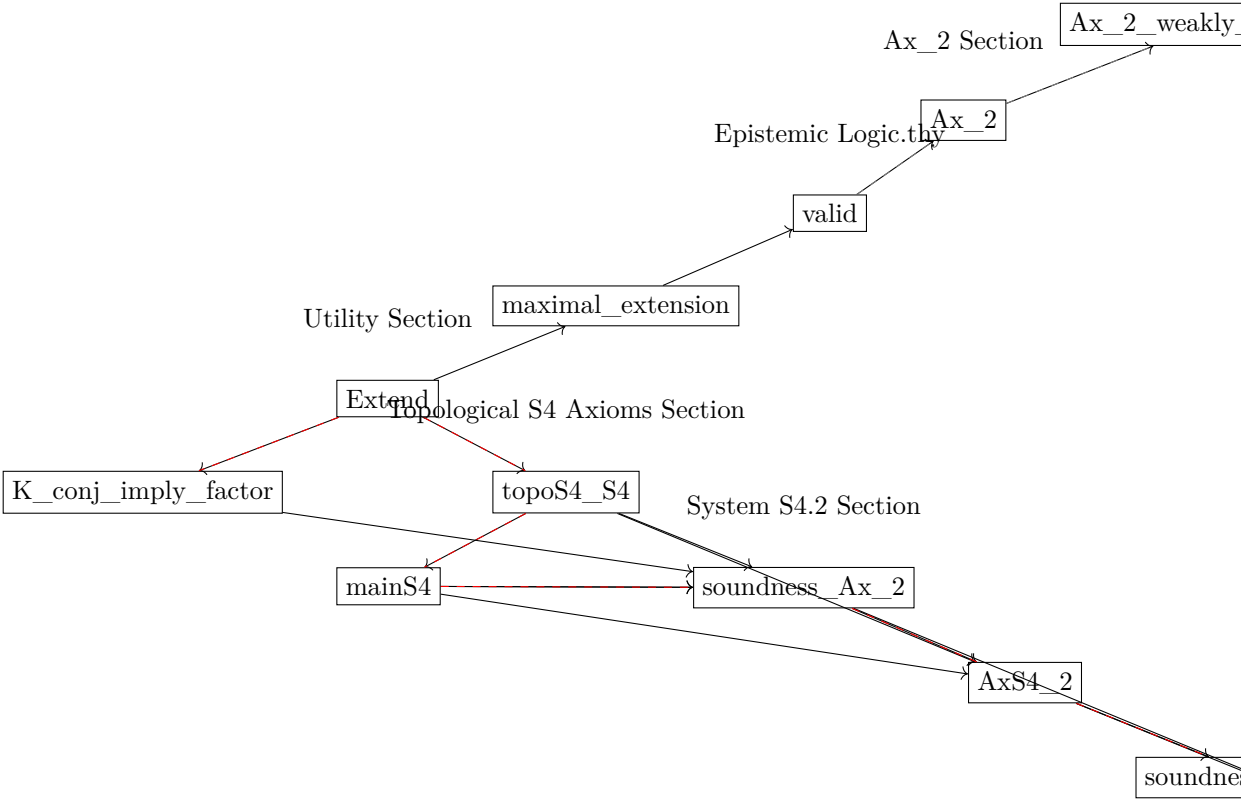 Ax_2_weakly_
Ax_2 Section
Ax_2
Epistemic Logic.thy
valid
maximal_extension
Utility Section
Extend
Topological S4 Axioms Section
K_conj_imply_factor
topoS4_S4
System S4.2 Section
mainS4
soundness_Ax_2
AxS4_2
soundnes